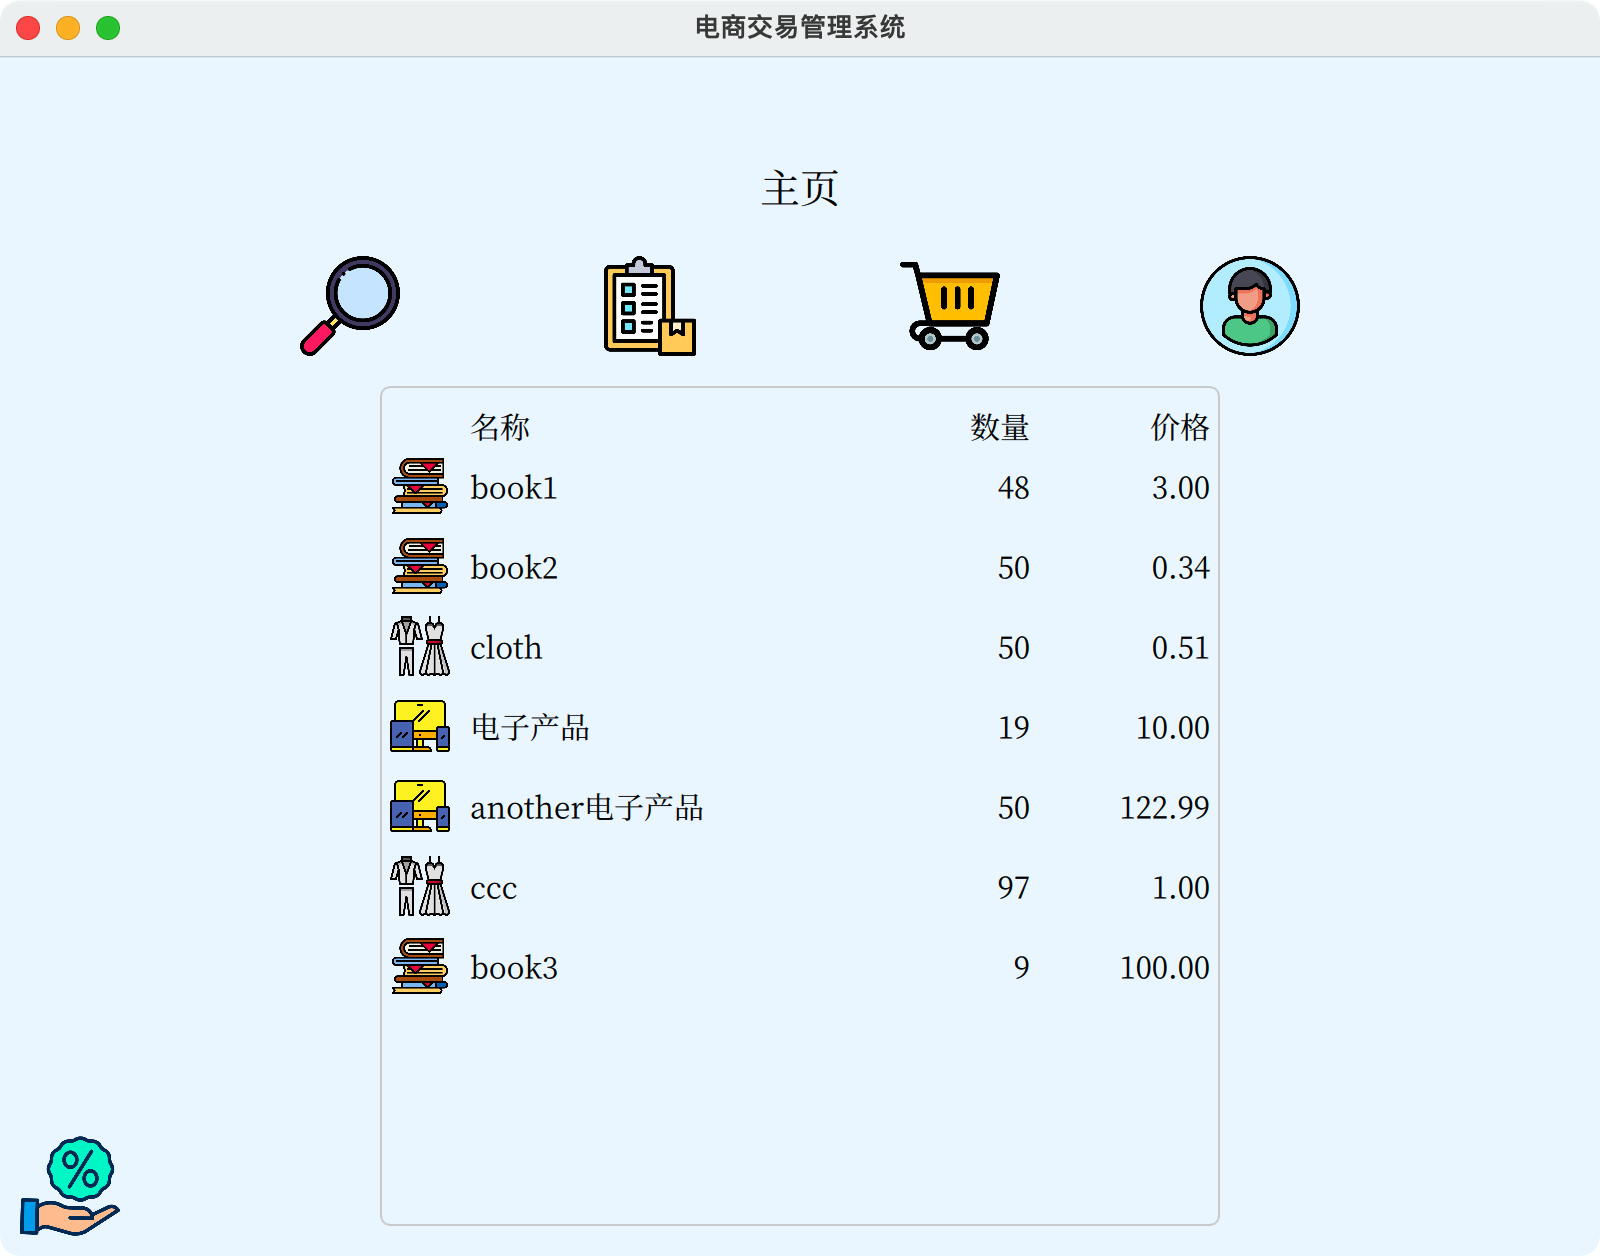 电商交易管理系统
主页
名称 数量 价格
book1 48 3.00
book2 50 0.34
cloth 50 0.51
电子产品 19 10.00
another电子产品 50 122.99
ccc 97 1.00
book3 9 100.00
%